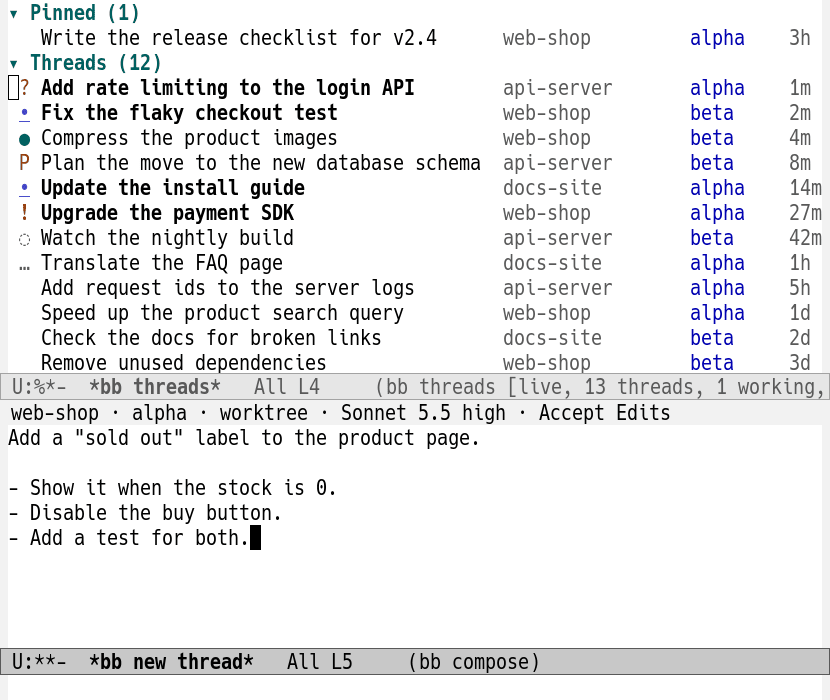 ▾ Pinned (1)
Write the release checklist for v2.4 web-shop alpha 3h
▾ Threads (12)
? Add rate limiting to the login API api-server alpha 1m
• Fix the flaky checkout test web-shop beta 2m
● Compress the product images web-shop beta 4m
P Plan the move to the new database schema api-server beta 8m
• Update the install guide docs-site alpha 14m
! Upgrade the payment SDK web-shop alpha 27m
◌ Watch the nightly build api-server beta 42m
… Translate the FAQ page docs-site alpha 1h
Add request ids to the server logs api-server alpha 5h
Speed up the product search query web-shop alpha 1d
Check the docs for broken links docs-site beta 2d
Remove unused dependencies web-shop beta 3d
U:%*- *bb threads* All L4 (bb threads [live, 13 threads, 1 working,
web-shop · alpha · worktree · Sonnet 5.5 high · Accept Edits
Add a "sold out" label to the product page.
- Show it when the stock is 0.
- Disable the buy button.
- Add a test for both.
U:**- *bb new thread* All L5 (bb compose)